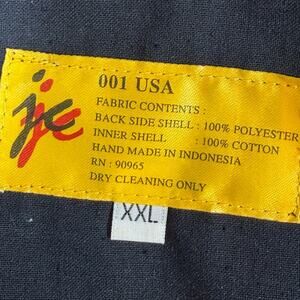 jc
001 USA
FABRIC CONTENTS :
BACK SIDE SHELL : 100% POLYESTER
INNER SHELL : 100% COTTON
HAND MADE IN INDONESIA
RN : 90965
DRY CLEANING ONLY
XXL